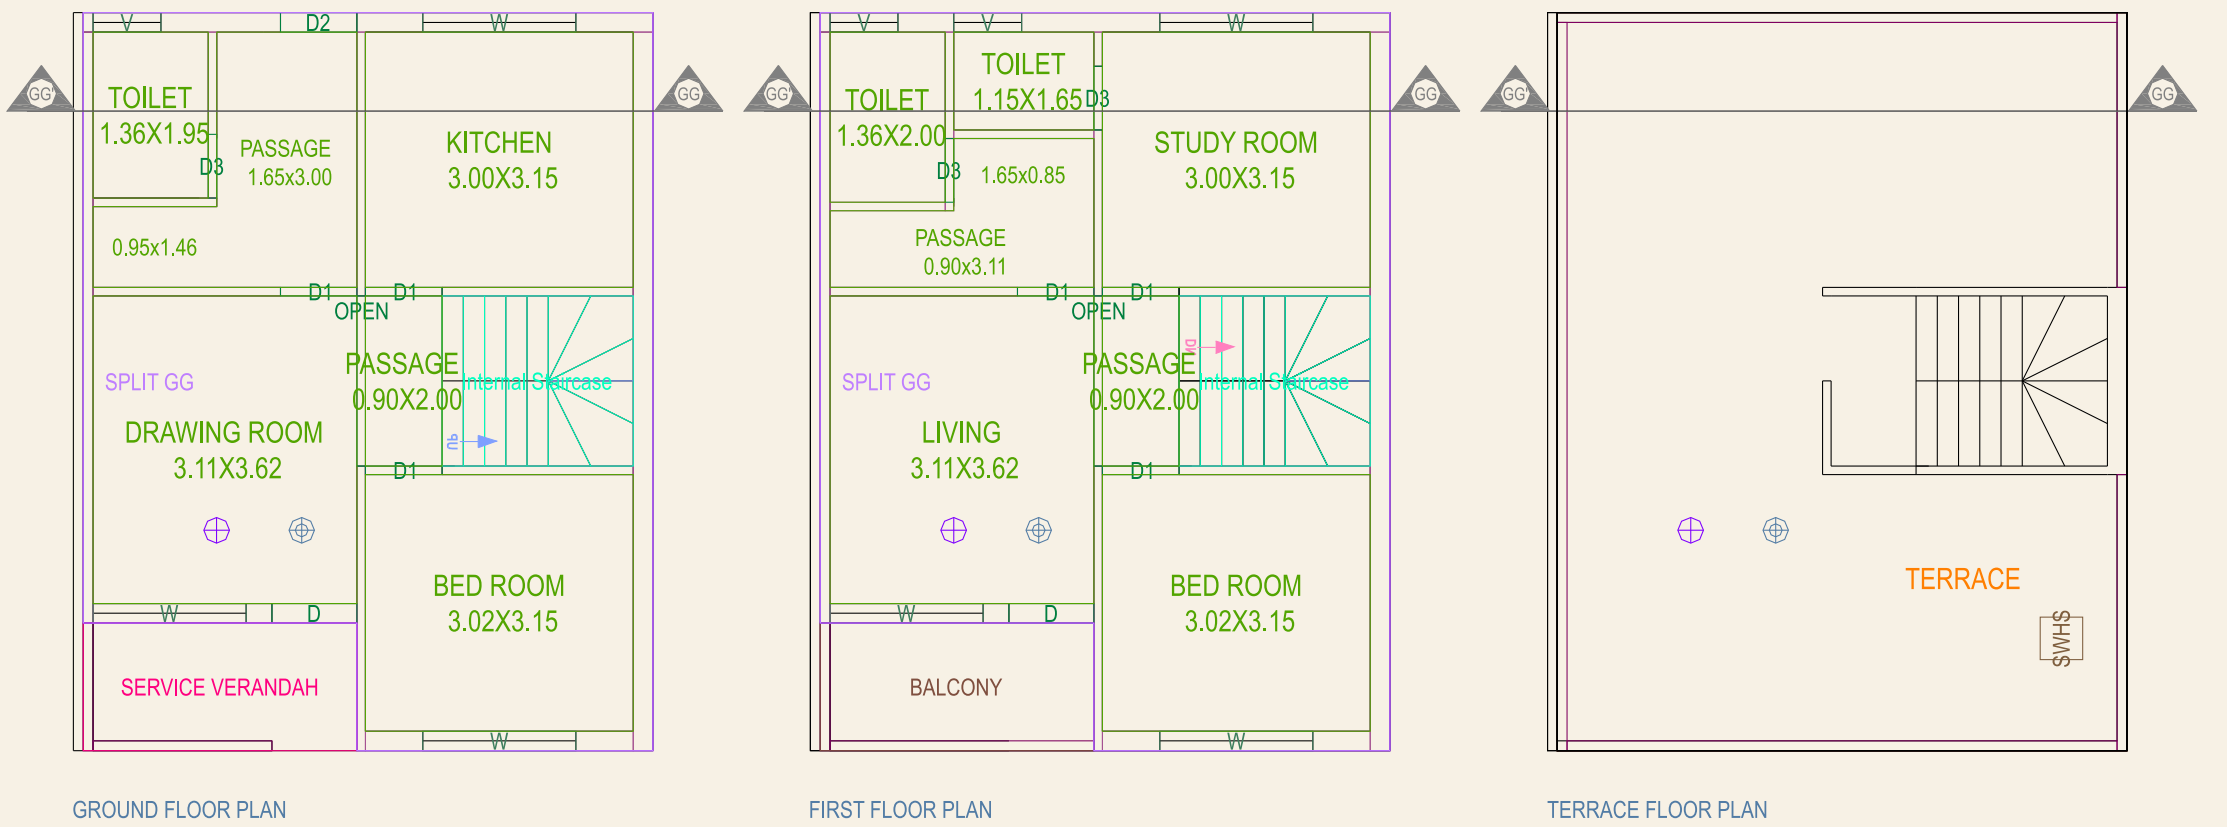 V
D2
W
TOILET
1.36X1.95
D3
PASSAGE
1.65x3.00
KITCHEN
3.00X3.15
GG'
GG
0.95x1.46
D1
D1
OPEN
PASSAGE
0.90X2.00
Internal Staircase
UP
SPLIT GG
DRAWING ROOM
3.11X3.62
D1
BED ROOM
3.02X3.15
W
D
SERVICE VERANDAH
W
GROUND FLOOR PLAN
V
V
W
TOILET
1.36X2.00
TOILET
1.15X1.65
D3
D3
1.65x0.85
STUDY ROOM
3.00X3.15
GG'
GG
PASSAGE
0.90x3.11
D1
D1
OPEN
PASSAGE
0.90X2.00
DN
Internal Staircase
SPLIT GG
LIVING
3.11X3.62
D1
BED ROOM
3.02X3.15
W
D
BALCONY
W
FIRST FLOOR PLAN
GG'
GG
TERRACE
SWHS
TERRACE FLOOR PLAN